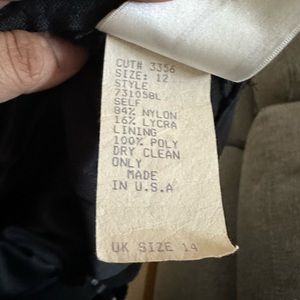 CUT# 3356
SIZE: 12
STYLE
731058L
SELF
84% NYLON
16% LYCRA
LINING
100% POLY
DRY CLEAN
ONLY
MADE
IN U.S.A
UK SIZE 14